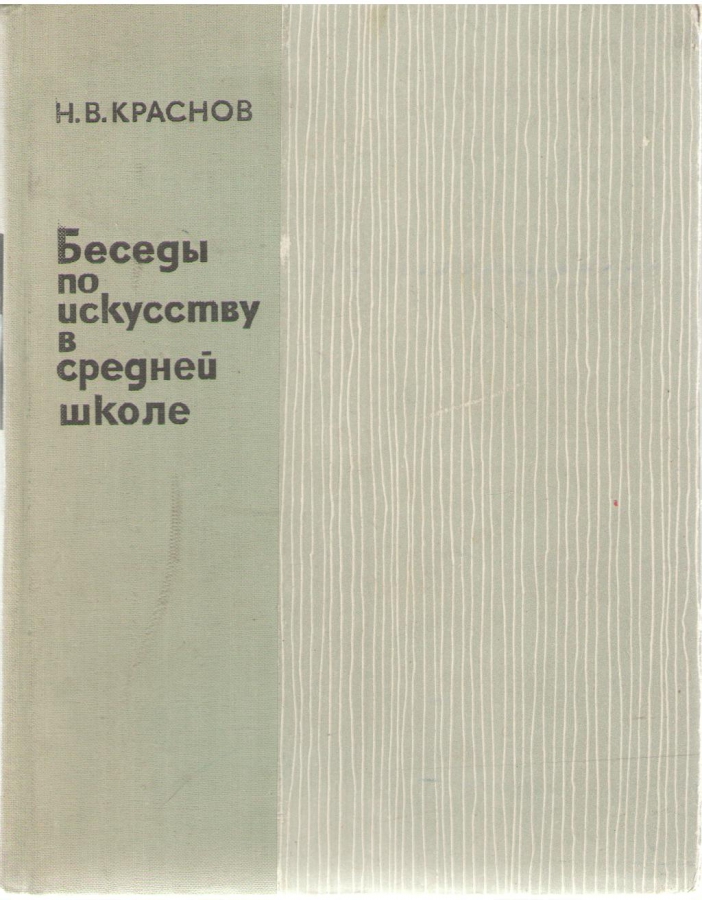 Н.В.КРАСНОВ
Беседы
по
искусству
в
средней
школе